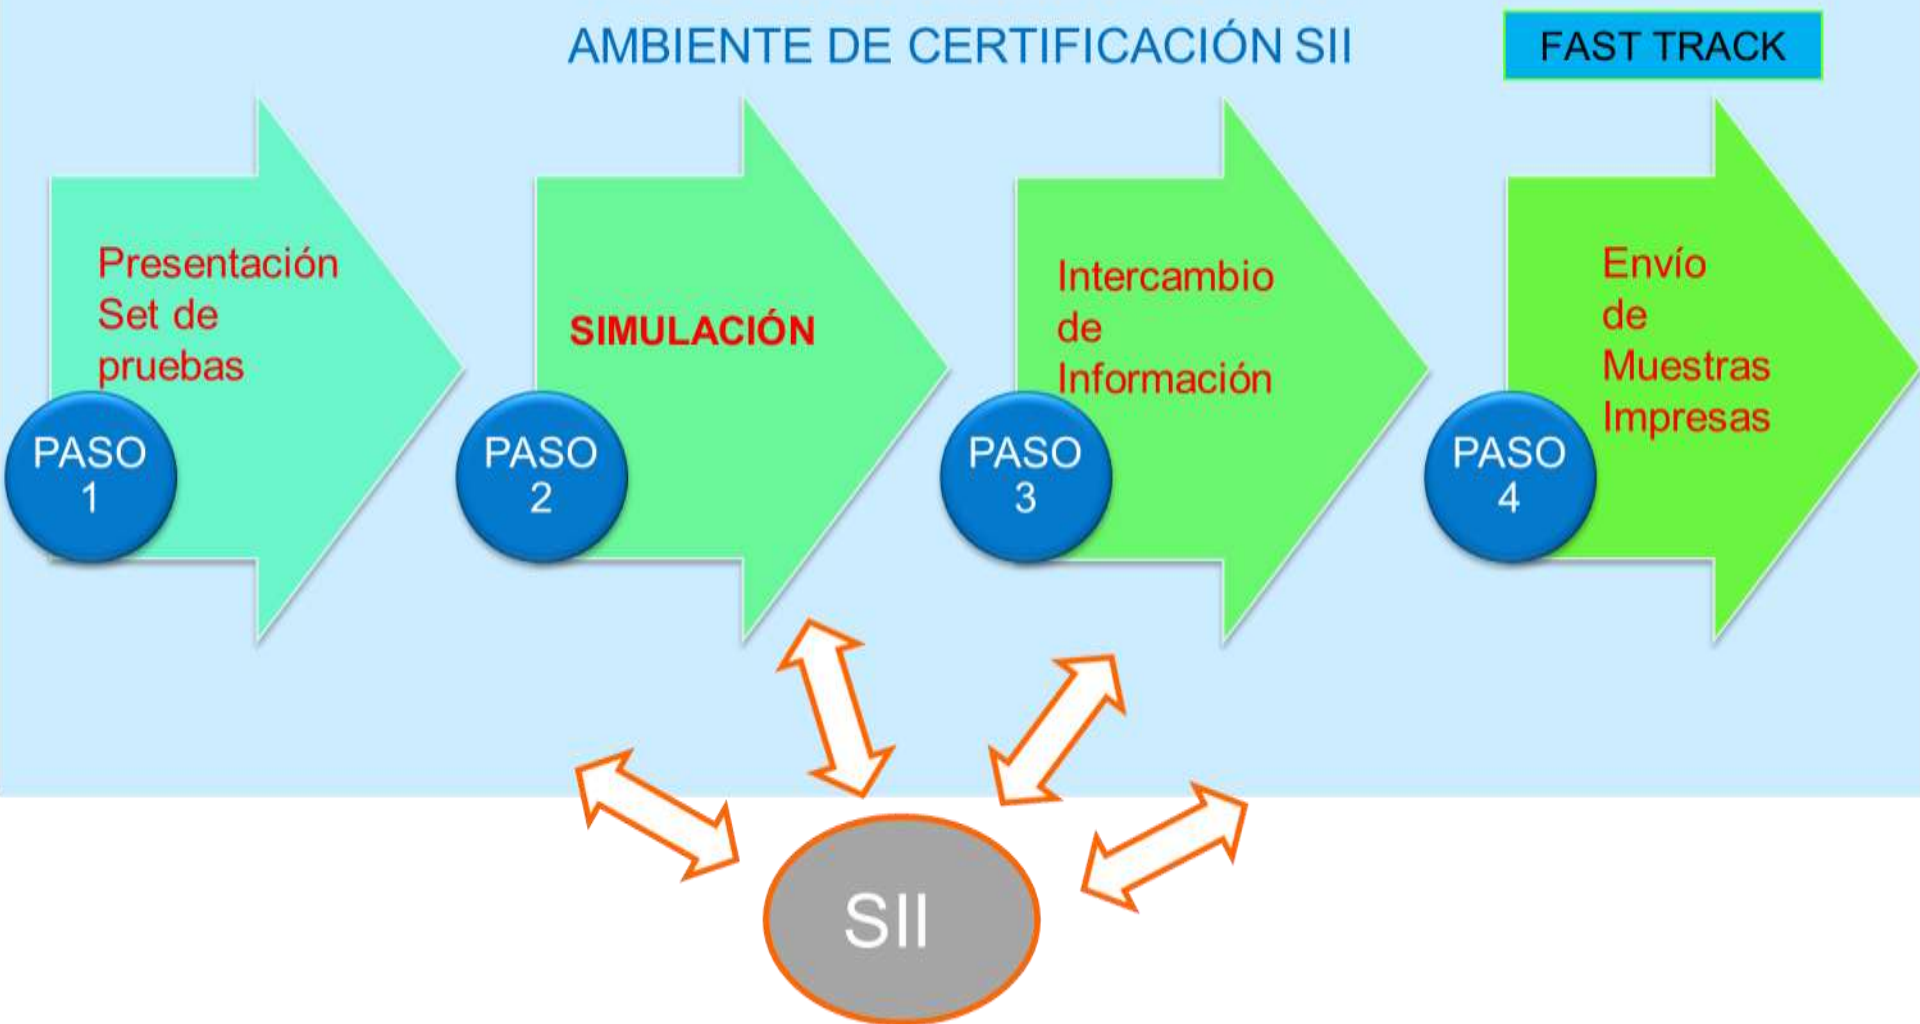 AMBIENTE DE CERTIFICACIÓN SII
FAST TRACK
Presentación
Set de
pruebas
PASO
1
SIMULACIÓN
PASO
2
Intercambio
de
Información
PASO
3
Envío
de
Muestras
Impresas
PASO
4
SII